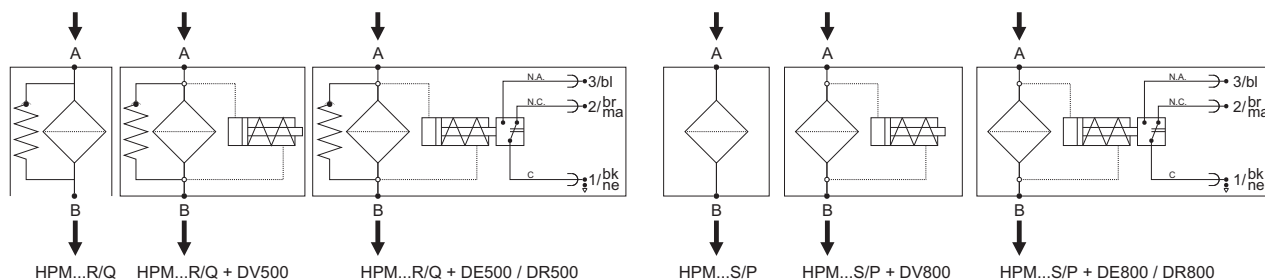 A A A A A A
N.A. 3/bl N.A. 3/bl
N.C. 2/br ma N.C. 2/br ma
C 1/bk ne C 1/bk ne
B B B B B B
HPM...R/Q HPM...R/Q + DV500 HPM...R/Q + DE500 / DR500 HPM...S/P HPM...S/P + DV800 HPM...S/P + DE800 / DR800